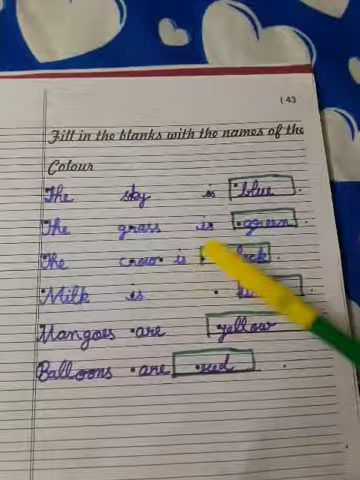 143
Fill in the blanks with the names of the
Colour
The sky is blue.
The grass is green.
The crow is
Milk is
Mangoes are yellow
Balloons are red.